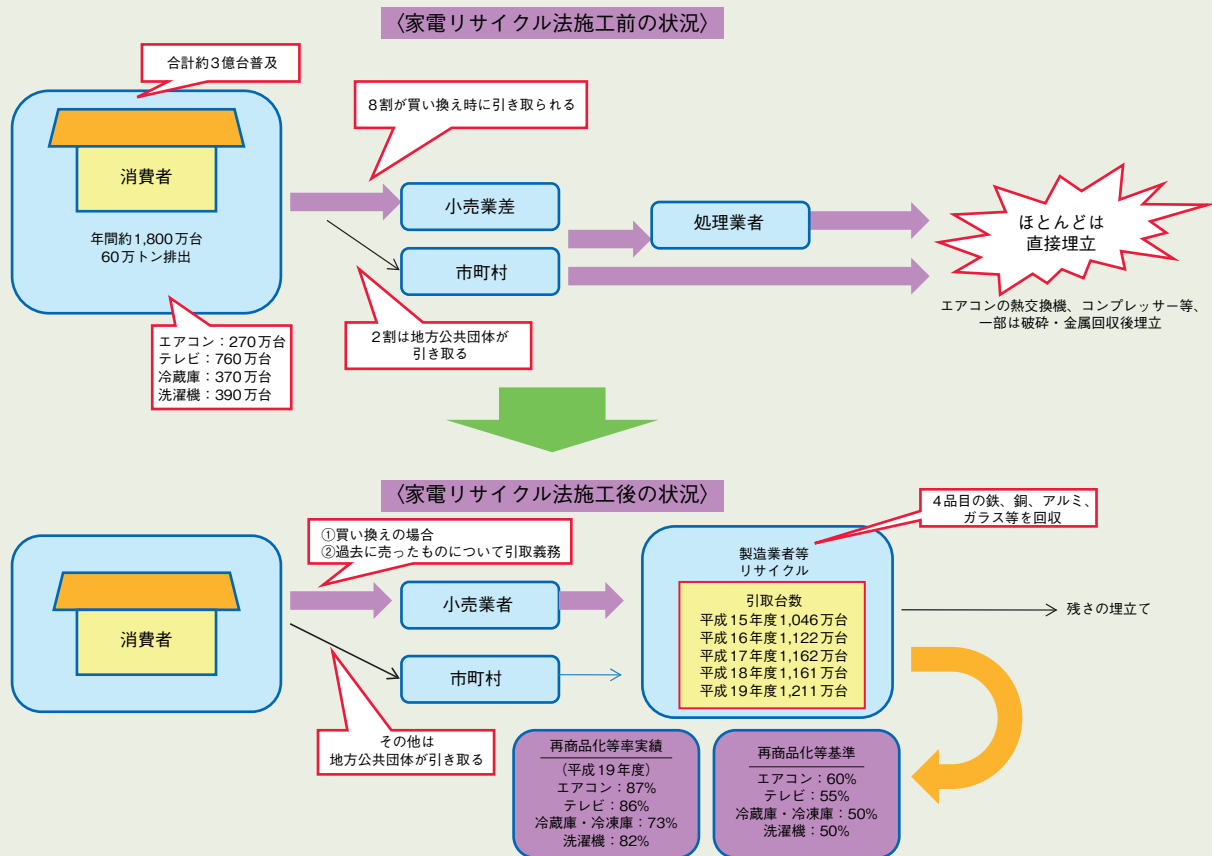 〈家電リサイクル法施工前の状況〉
合計約3億台普及
消費者
年間約1,800万台
60万トン排出
エアコン：270万台
テレビ：760万台
冷蔵庫：370万台
洗濯機：390万台
8割が買い換え時に引き取られる
小売業差
市町村
2割は地方公共団体が
引き取る
処理業者
ほとんどは
直接埋立
エアコンの熱交換機、コンプレッサー等、
一部は破砕・金属回収後埋立
〈家電リサイクル法施工後の状況〉
消費者
①買い換えの場合
②過去に売ったものについて引取義務
小売業者
市町村
その他は
地方公共団体が引き取る
4品目の鉄、銅、アルミ、
ガラス等を回収
製造業者等
リサイクル
引取台数
平成15年度1,046万台
平成16年度1,122万台
平成17年度1,162万台
平成18年度1,161万台
平成19年度1,211万台
残さの埋立て
再商品化等率実績
(平成19年度)
エアコン：87%
テレビ：86%
冷蔵庫・冷凍庫：73%
洗濯機：82%
再商品化等基準
エアコン：60%
テレビ：55%
冷蔵庫・冷凍庫：50%
洗濯機：50%